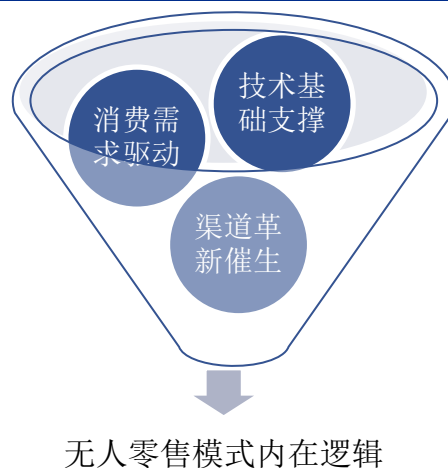 技术基
础支撑
消费需
求驱动
渠道革
新催生
无人零售模式内在逻辑